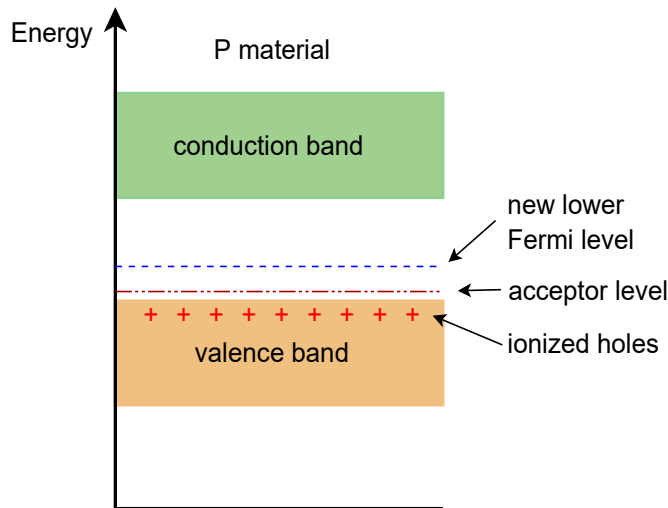 Energy
P material
conduction band
new lower
Fermi level
acceptor level
+ + + + + + + + +
ionized holes
valence band